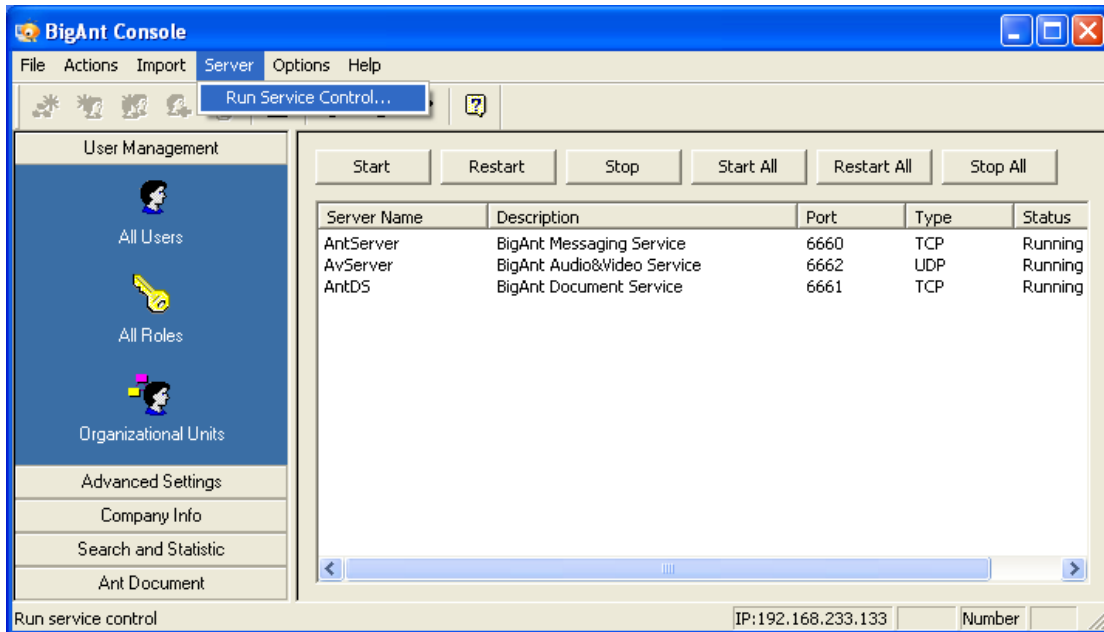 BigAnt Console
File Actions Import Server Options Help
Run Service Control...
User Management
All Users
All Roles
Organizational Units
Advanced Settings
Company Info
Search and Statistic
Ant Document
Start Restart Stop Start All Restart All Stop All
Server Name Description Port Type Status
AntServer BigAnt Messaging Service 6660 TCP Running
AvServer BigAnt Audio&Video Service 6662 UDP Running
AntDS BigAnt Document Service 6661 TCP Running
Run service control IP:192.168.233.133 Number